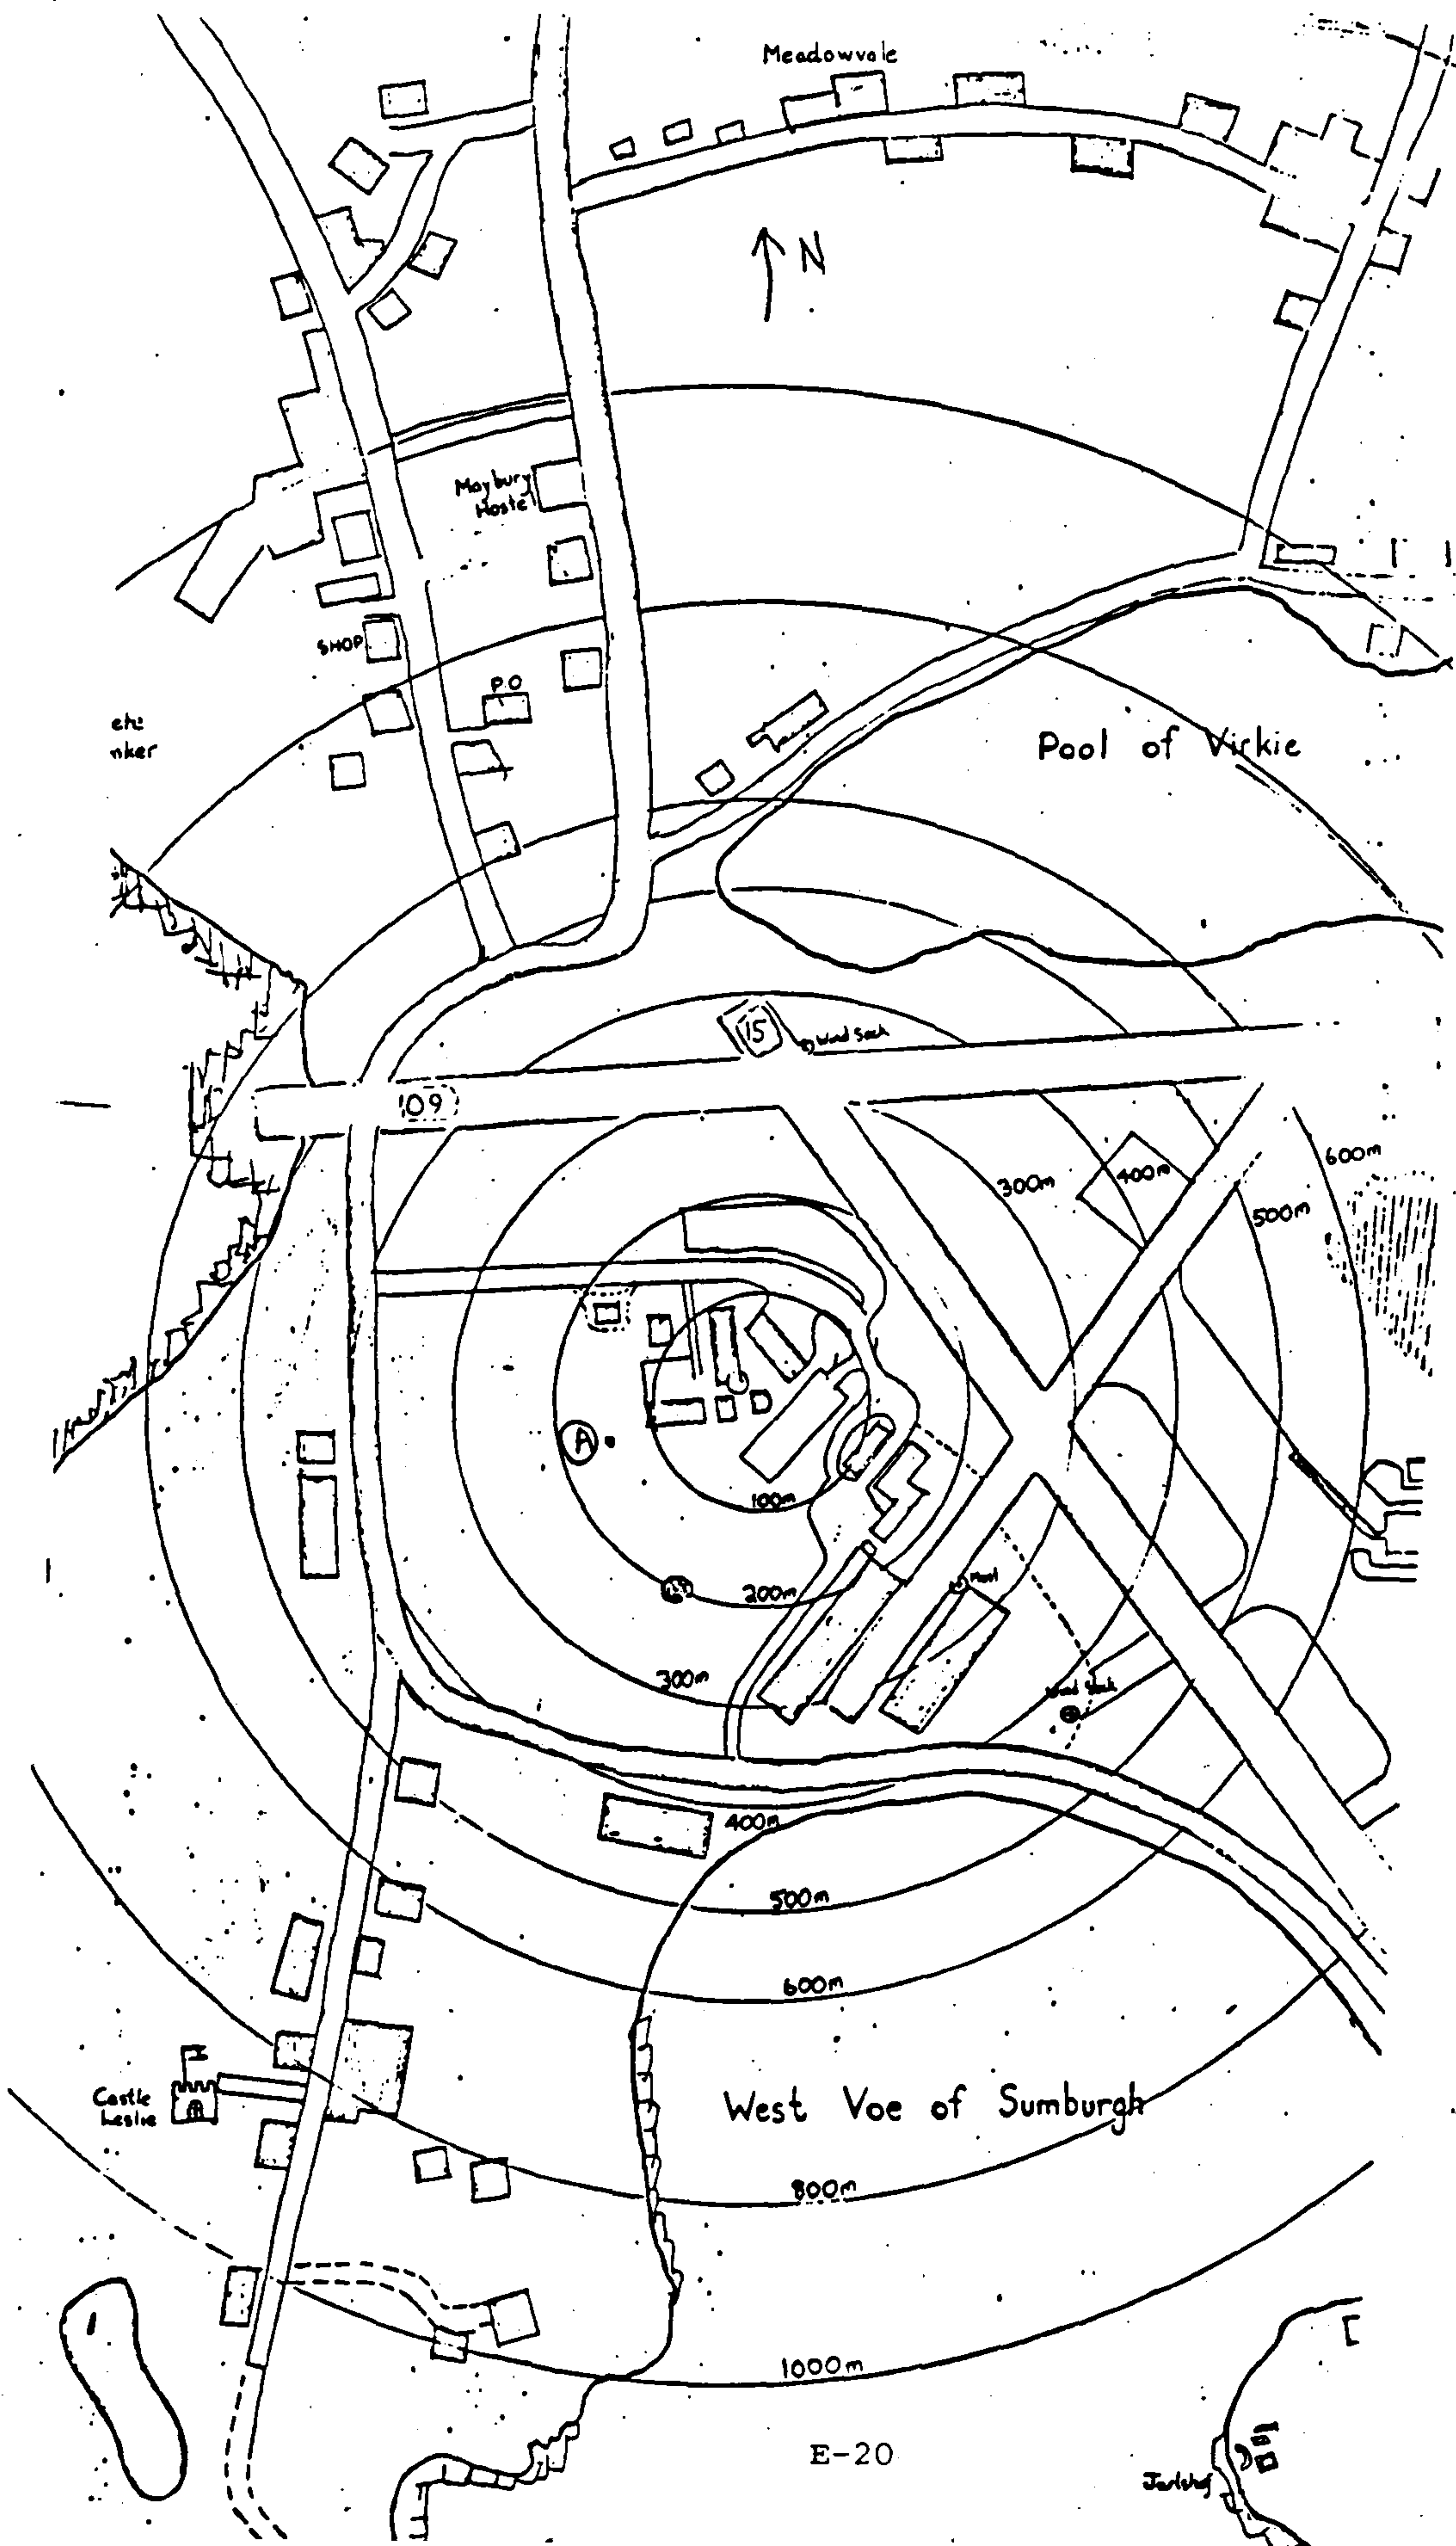 Meadowvale
N
Maybury
Hostel
SHOP
P.O
Pool of Virkie
15
Wind Sock
109
600m
300m
400m
500m
A
100m
200m
Mast
300m
Wind Sock
400m
500m
600m
Castle
Leslie
West Voe of Sumburgh
800m
1000m
E-20
Jarlshof